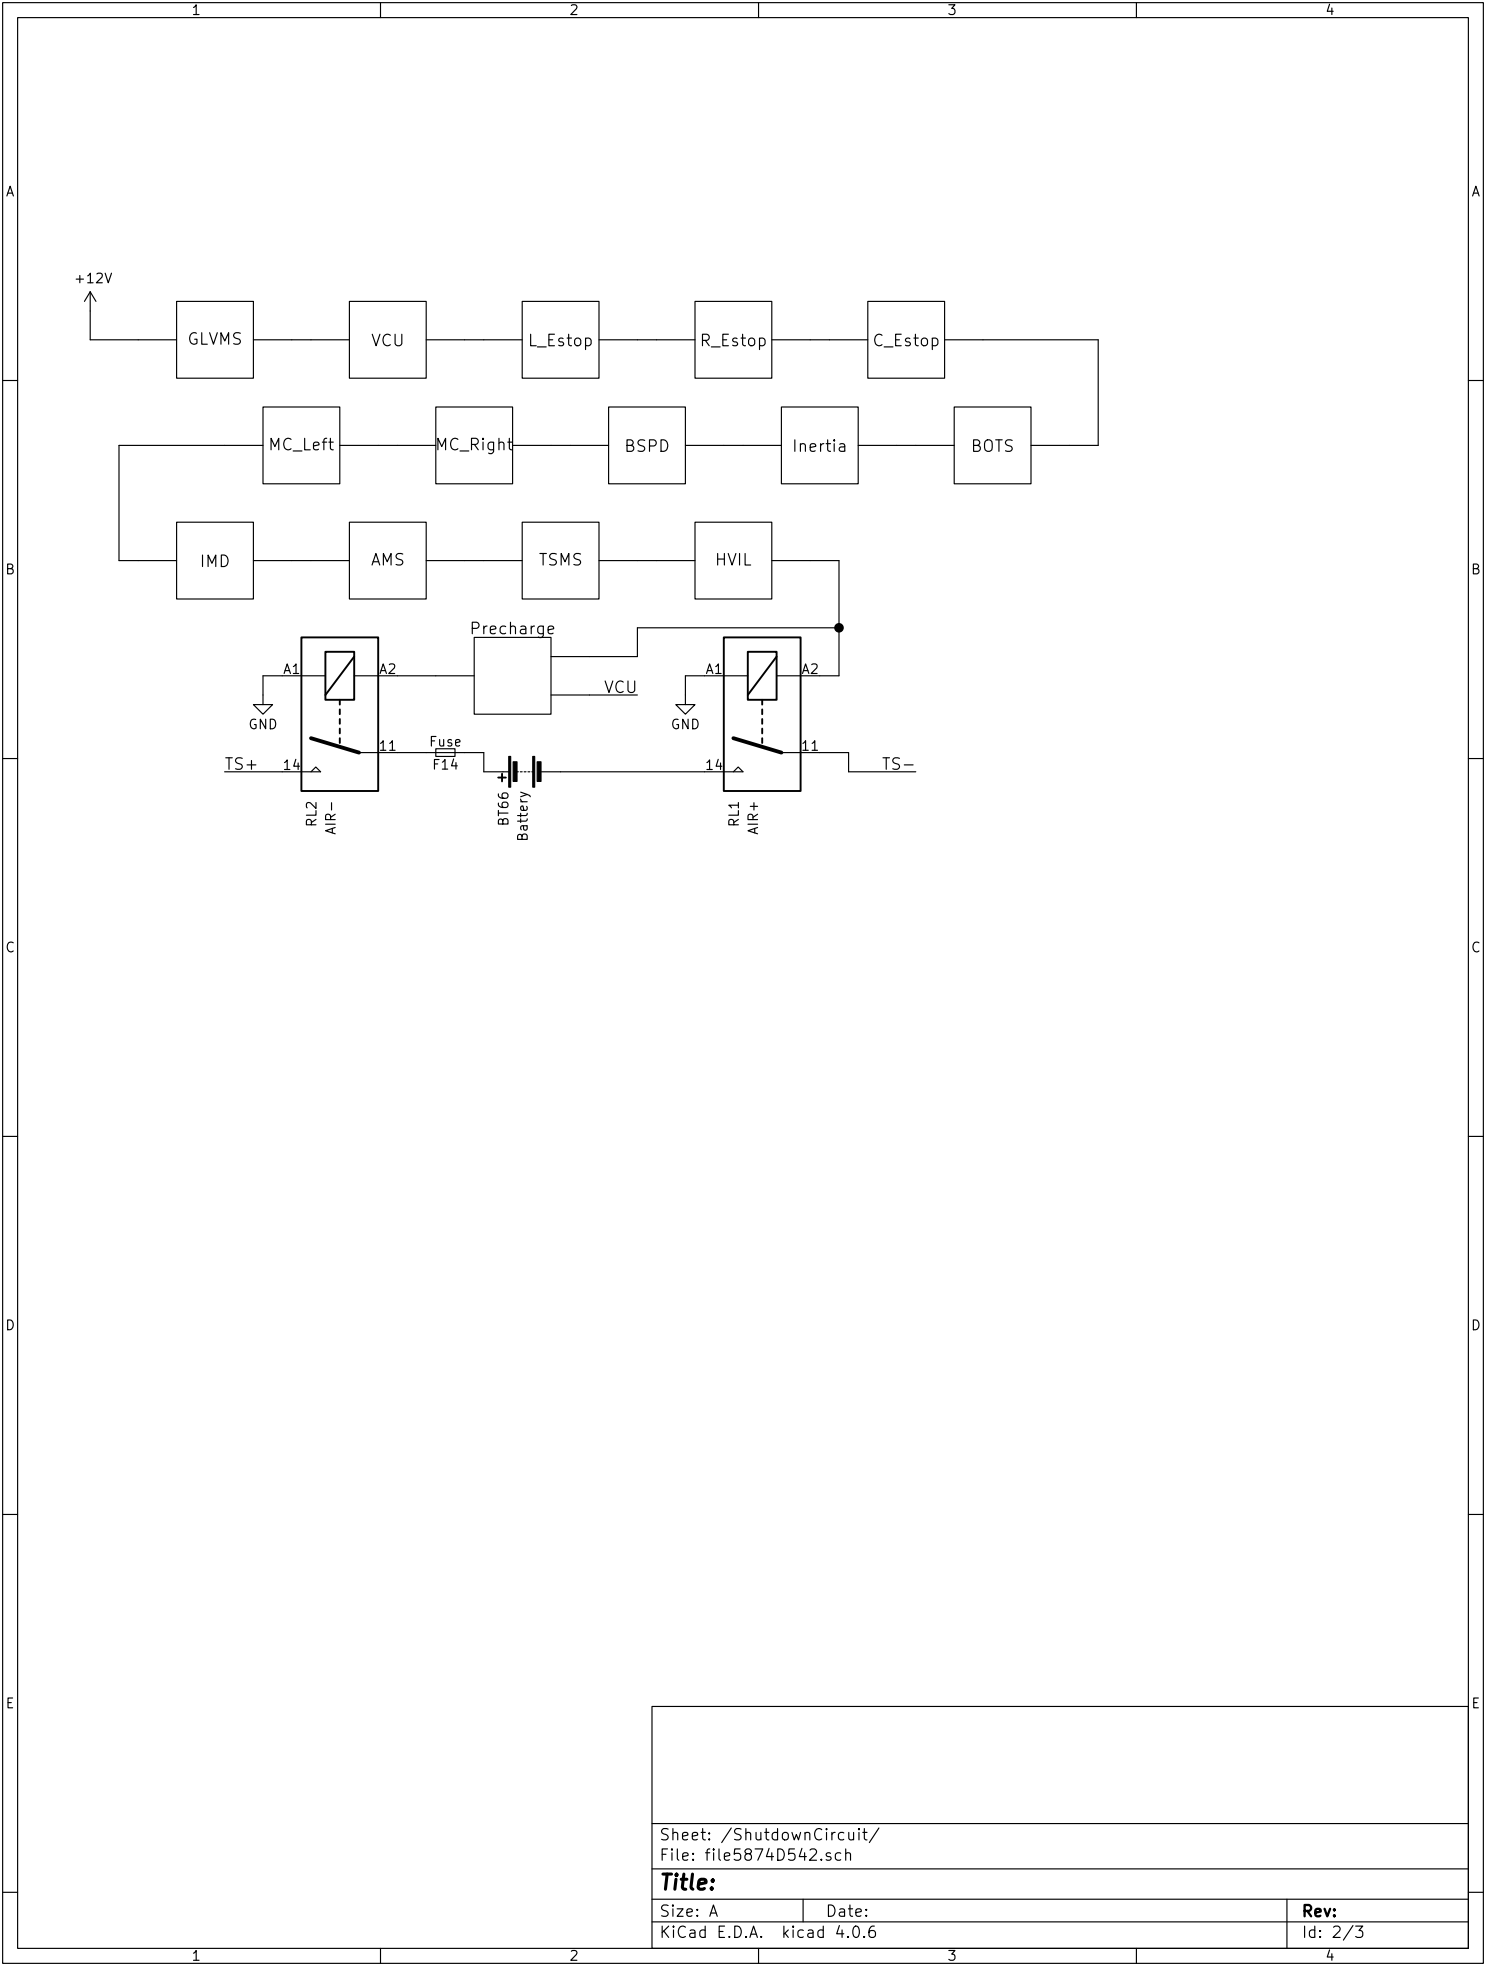 1 2 3 4
A A
+12V
GLVMS VCU L_Estop R_Estop C_Estop
MC_Left MC_Right BSPD Inertia BOTS
B B
IMD AMS TSMS HVIL
Precharge
A1 A2 A1 A2
VCU
GND GND
11 Fuse 11
TS+ 14 F14 14 TS-
+
RL2
AIR-
BT66
Battery
RL1
AIR+
C C
D D
E E
Sheet: /ShutdownCircuit/
File: file5874D542.sch
Title:
Size: A Date: Rev:
KiCad E.D.A. kicad 4.0.6 Id: 2/3
1 2 3 4